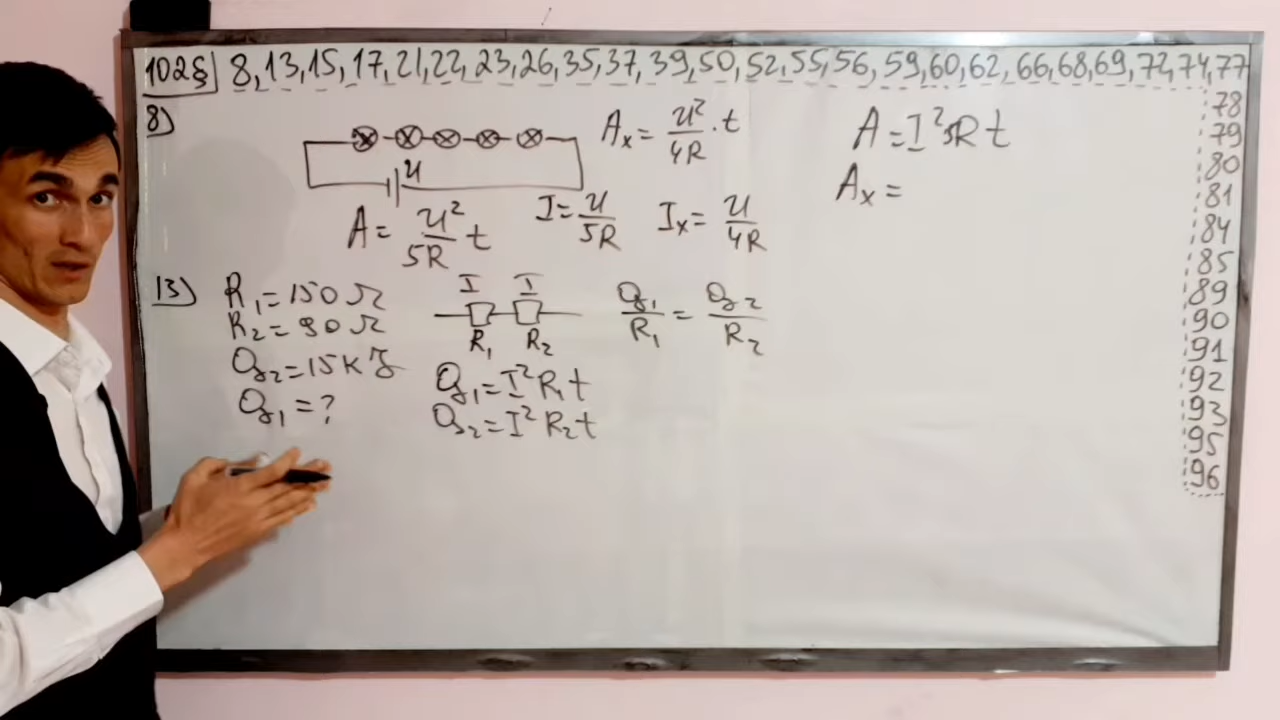 102§ 8,13,15,17,21,22,23,26,35,37,39,50,52,55,56,59,60,62,66,68,69,72,74,77
78
79
80
81
84
85
89
90
91
92
93
95
96
8)
U
Aₓ = U²/4R · t
A = I²5Rt
Aₓ =
A = U²/5R t
I = U/5R
Iₓ = U/4R
13)
R₁ = 150 Ω
R₂ = 90 Ω
Q₂ = 15 kJ
Q₁ = ?
I I
R₁ R₂
Q₁/R₁ = Q₂/R₂
Q₁ = I²R₁t
Q₂ = I²R₂t